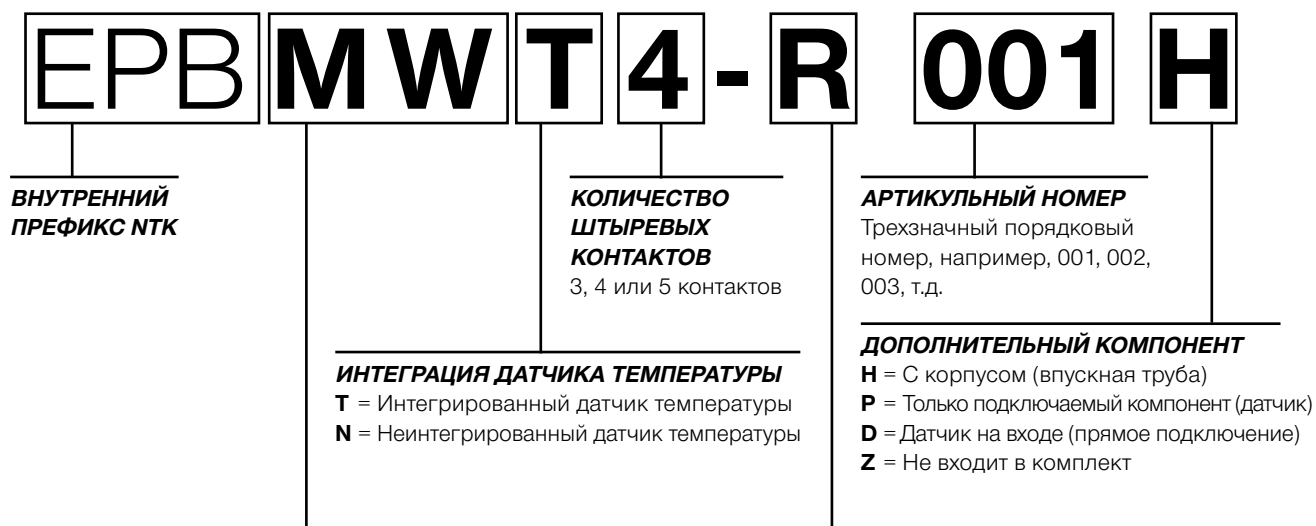 EPB MW T 4 - R 001 H
ВНУТРЕННИЙ
ПРЕФИКС NTK
КОЛИЧЕСТВО
ШТЫРЕВЫХ
КОНТАКТОВ
3, 4 или 5 контактов
АРТИКУЛЬНЫЙ НОМЕР
Трехзначный порядковый
номер, например, 001, 002,
003, т.д.
ИНТЕГРАЦИЯ ДАТЧИКА ТЕМПЕРАТУРЫ
T = Интегрированный датчик температуры
N = Неинтегрированный датчик температуры
ДОПОЛНИТЕЛЬНЫЙ КОМПОНЕНТ
H = С корпусом (впускная труба)
P = Только подключаемый компонент (датчик)
D = Датчик на входе (прямое подключение)
Z = Не входит в комплект